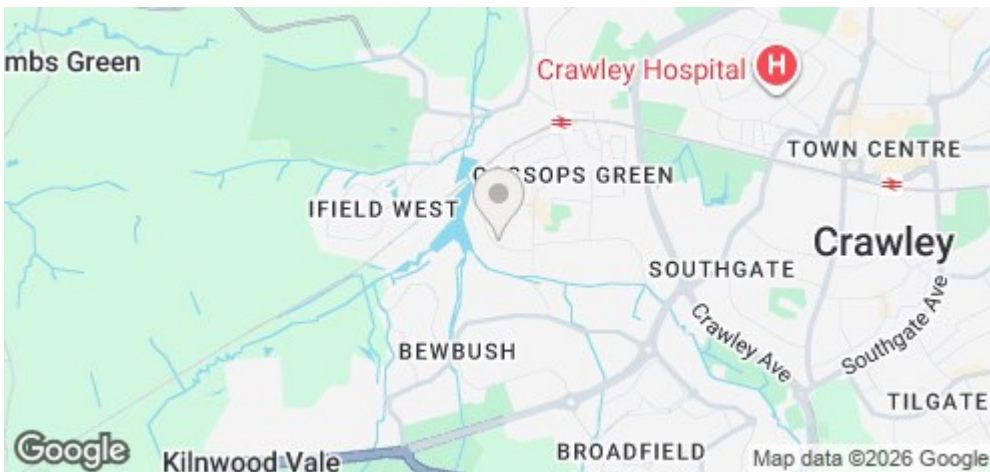 mbs Green
Crawley Hospital H
TOWN CENTRE
GOSSOPS GREEN
IFIELD WEST
Crawley
SOUTHGATE
Crawley Ave
Southgate Ave
BEWBUSH
TILGATE
BROADFIELD
Kilnwood Vale
Google
Map data ©2026 Google